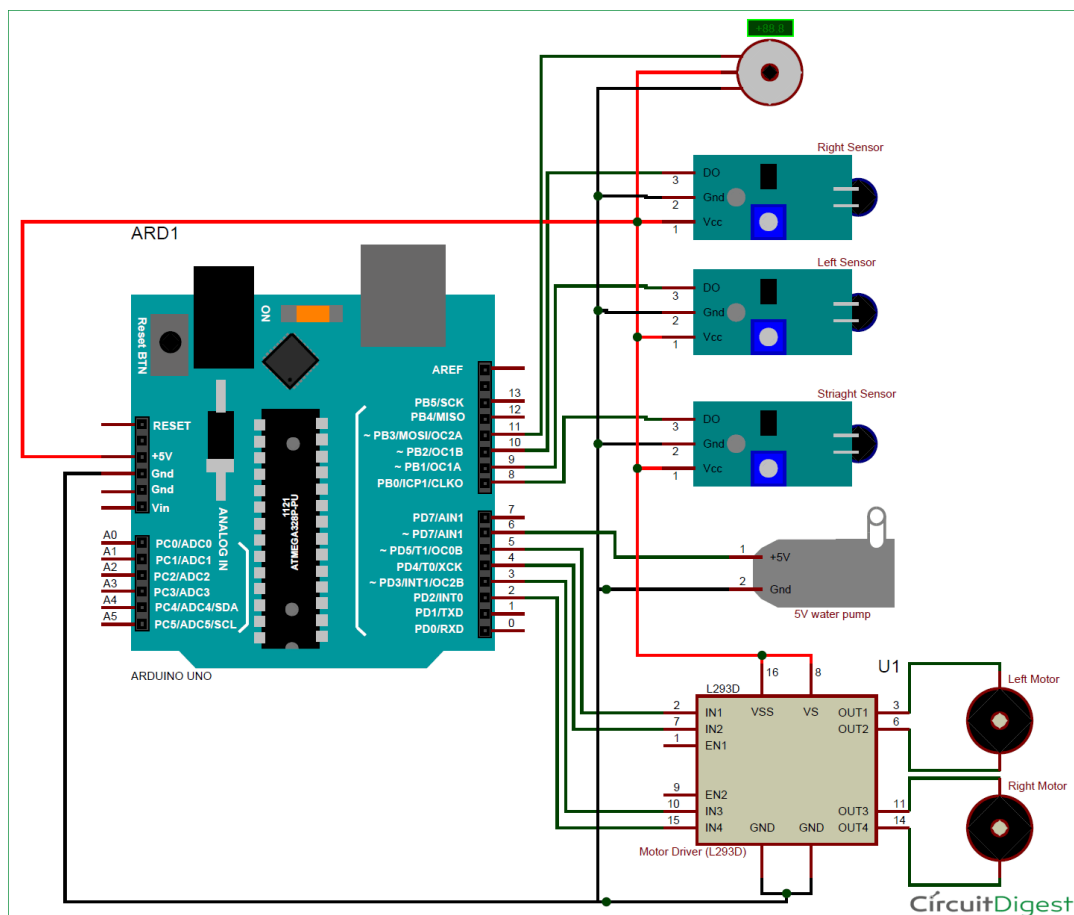 +88.8
Right Sensor
DO
3
Gnd
2
Vcc
1
ARD1
Left Sensor
DO
3
Gnd
2
Vcc
1
Reset BTN
ON
AREF
13
PB5/SCK
12
PB4/MISO
11
~ PB3/MOSI/OC2A
10
~ PB2/OC1B
9
~ PB1/OC1A
8
PB0/ICP1/CLKO
RESET
+5V
Gnd
Gnd
Vin
Striaght Sensor
DO
3
Gnd
2
Vcc
1
ANALOG IN
1121
ATMEGA328P-PU
7
PD7/AIN1
6
~ PD7/AIN1
5
~ PD5/T1/OC0B
4
PD4/T0/XCK
3
~ PD3/INT1/OC2B
2
PD2/INT0
1
PD1/TXD
0
PD0/RXD
A0 PC0/ADC0
A1 PC1/ADC1
A2 PC2/ADC2
A3 PC3/ADC3
A4 PC4/ADC4/SDA
A5 PC5/ADC5/SCL
1 +5V
2 Gnd
5V water pump
ARDUINO UNO
16 8
U1
L293D
Left Motor
2 IN1 VSS VS OUT1 3
7 IN2 OUT2 6
1 EN1
9 EN2
Right Motor
10 IN3 OUT3 11
15 IN4 GND GND OUT4 14
Motor Driver (L293D)
CircuitDigest